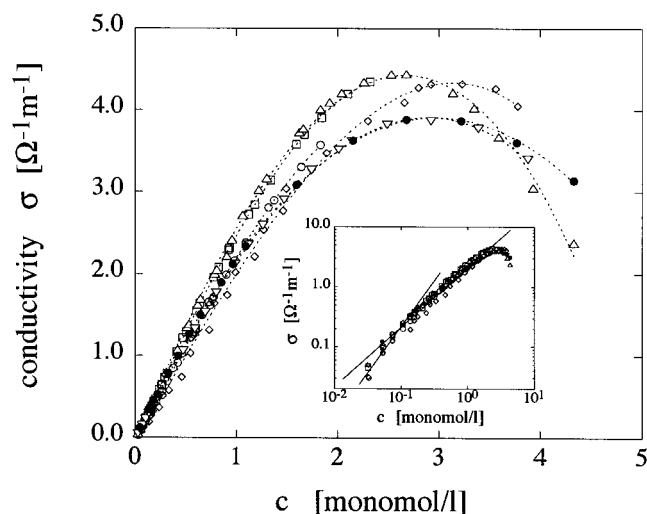 5.0
4.0
3.0
2.0
1.0
0.0
conductivity σ [Ω⁻¹m⁻¹]
10.0
1.0
0.1
σ [Ω⁻¹m⁻¹]
10⁻² 10⁻¹ 10⁰ 10¹
c [monomol/l]
0 1 2 3 4 5
c [monomol/l]